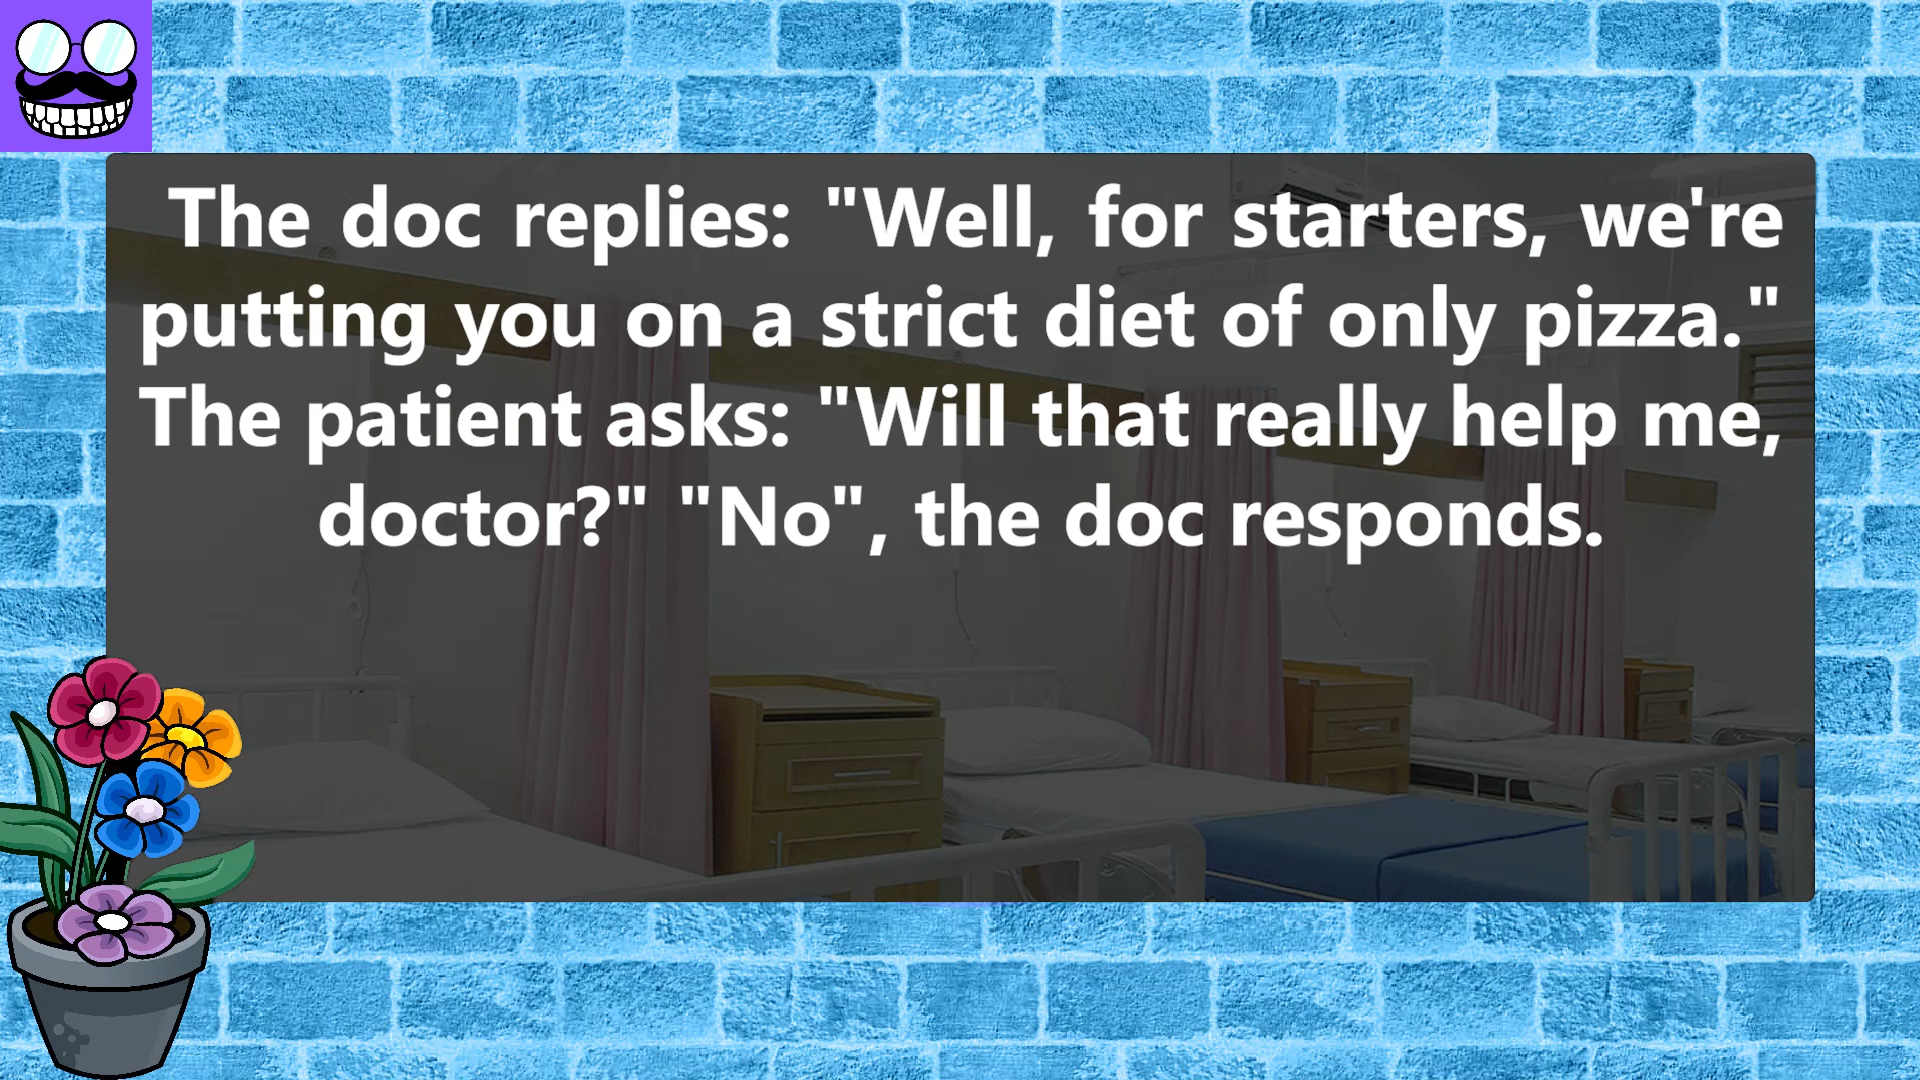 The doc replies: "Well, for starters, we're
putting you on a strict diet of only pizza."
The patient asks: "Will that really help me,
doctor?" "No", the doc responds.